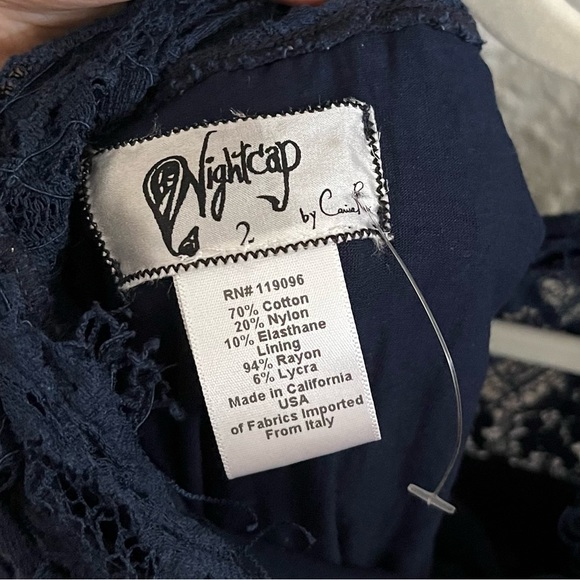 Nightcap
by
2.
RN# 119096
70% Cotton
20% Nylon
10% Elasthane
Lining
94% Rayon
6% Lycra
Made in California
USA
of Fabrics Imported
From Italy